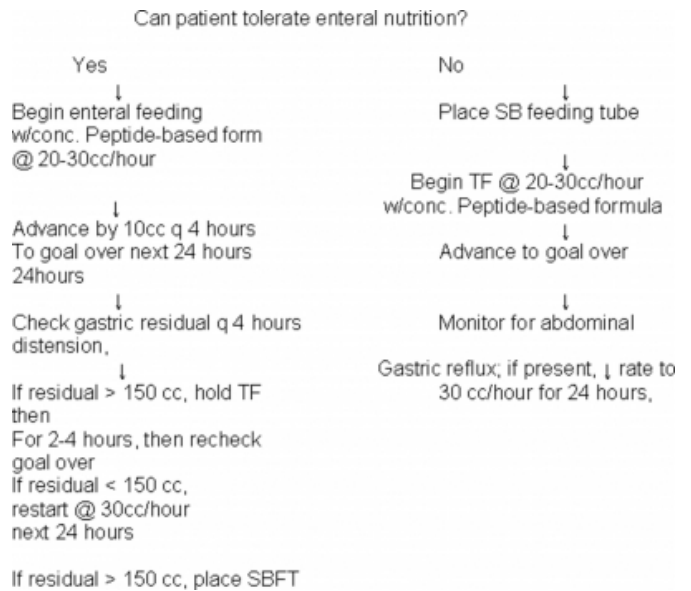 Can patient tolerate enteral nutrition?
Yes
↓
Begin enteral feeding
w/conc. Peptide-based form
@ 20-30cc/hour
↓
Advance by 10cc q 4 hours
To goal over next 24 hours
24hours
↓
Check gastric residual q 4 hours
distension,
↓
If residual > 150 cc, hold TF
then
For 2-4 hours, then recheck
goal over
If residual < 150 cc,
restart @ 30cc/hour
next 24 hours
If residual > 150 cc, place SBFT
No
↓
Place SB feeding tube
↓
Begin TF @ 20-30cc/hour
w/conc. Peptide-based formula
↓
Advance to goal over
↓
Monitor for abdominal
Gastric reflux; if present, ↓ rate to
30 cc/hour for 24 hours,